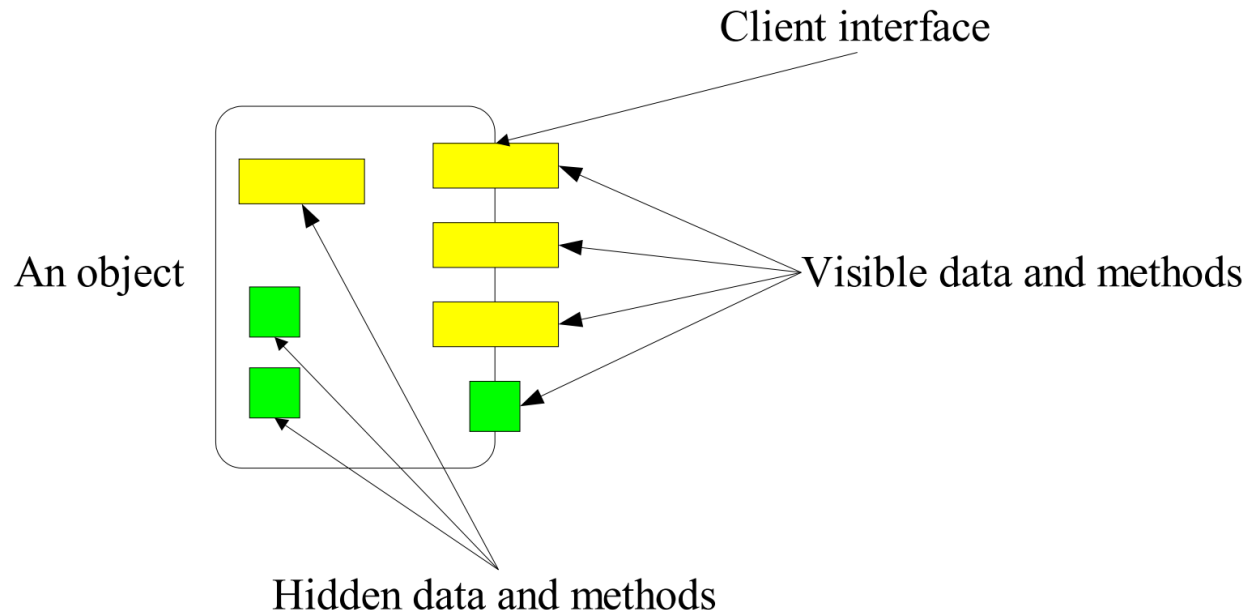 Client interface
An object
Visible data and methods
Hidden data and methods